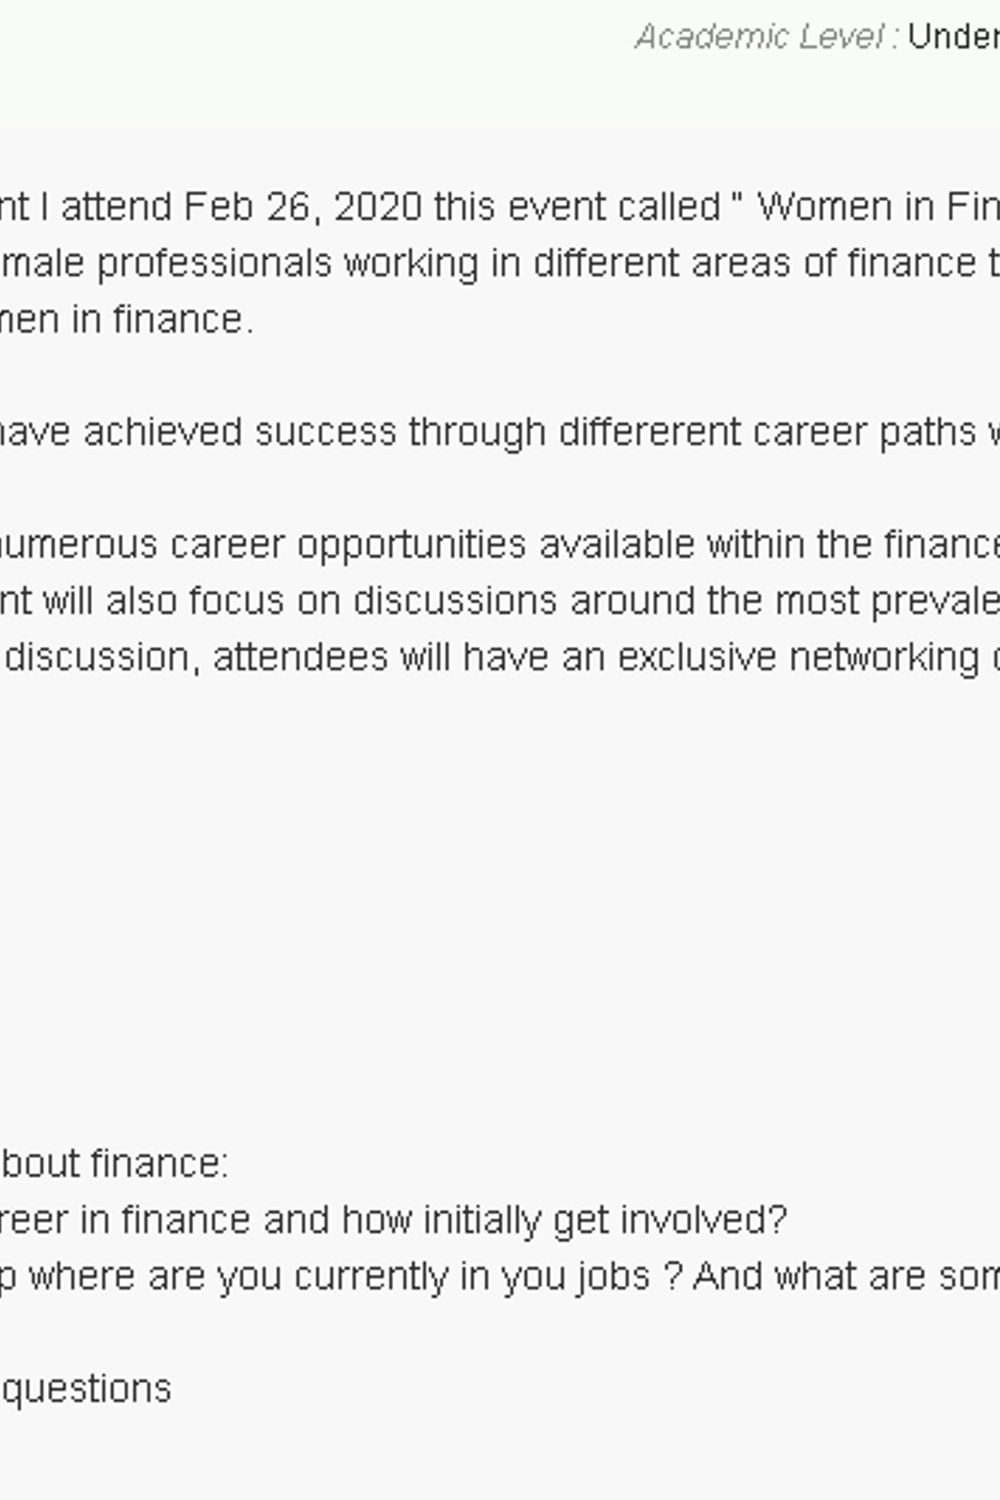 Academic Level : Under
nt I attend Feb 26, 2020 this event called " Women in Fin
male professionals working in different areas of finance t
men in finance.
have achieved success through differerent career paths w
numerous career opportunities available within the finance
nt will also focus on discussions around the most prevale
discussion, attendees will have an exclusive networking o
bout finance:
reer in finance and how initially get involved?
p where are you currently in you jobs ? And what are som
questions